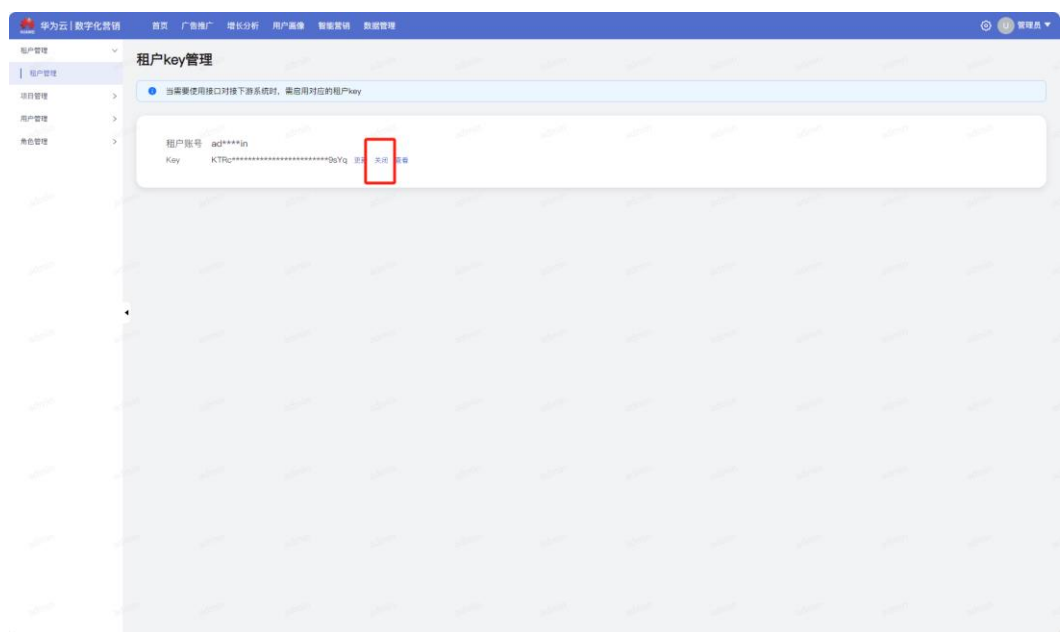 华为云 | 数字化营销 首页 广告推广 增长分析 用户画像 智能营销 数据管理 U 管理员
租户管理
租户管理
项目管理
用户管理
角色管理
租户key管理
当需要使用接口对接下游系统时，需启用对应的租户key
租户账号 ad****in
Key KTRc************************9sYq 更新 关闭 查看
admin